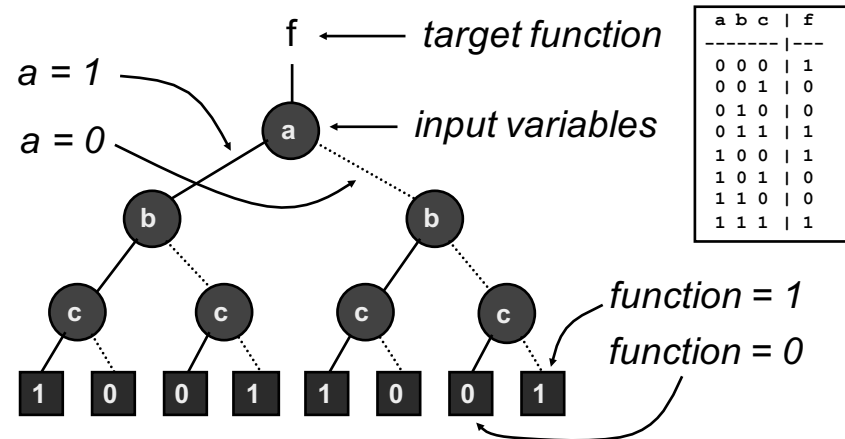 f
target function
a = 1
a
input variables
a = 0
b
b
c
c
c
c
function = 1
function = 0
1
0
0
1
1
0
0
1
a b c | f
------- | ---
0 0 0 | 1
0 0 1 | 0
0 1 0 | 0
0 1 1 | 1
1 0 0 | 1
1 0 1 | 0
1 1 0 | 0
1 1 1 | 1